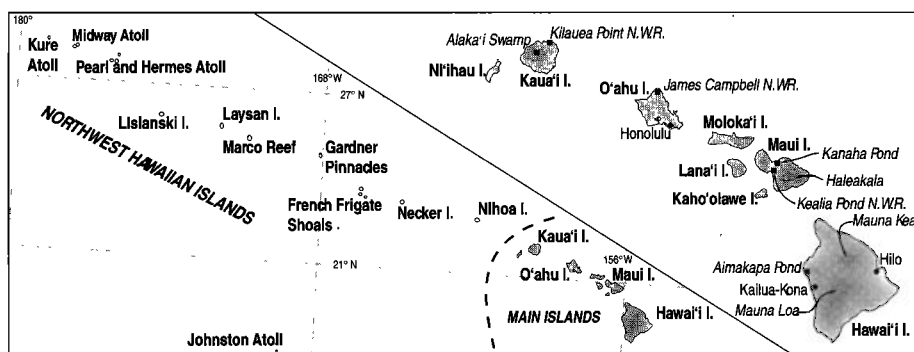 180°
Kure
Atoll
Midway Atoll
Pearl and Hermes Atoll
168° W
27° N
LIsIanski I.
Laysan I.
Marco Reef
Gardner
Pinnacles
NORTHWEST HAWAIIAN ISLANDS
French Frigate
Shoals
Necker I.
NIhoa I.
21° N
Johnston Atoll
Kaua'i I.
O'ahu I.
156° W
Maui I.
MAIN ISLANDS
Hawai'i I.
Alaka'i Swamp
Kilauea Point N.W.R.
NI'ihau I.
Kaua'i I.
O'ahu I.
James Campbell N.WR.
Honolulu
Moloka'i I.
Maui I.
Kanaha Pond
Lana'i I.
Haleakala
Kaho'olawe I.
Kealia Pond N.W.R.
Mauna Kea
Aimakapa Pond
Hilo
Kailua-Kona
Mauna Loa
Hawai'i I.